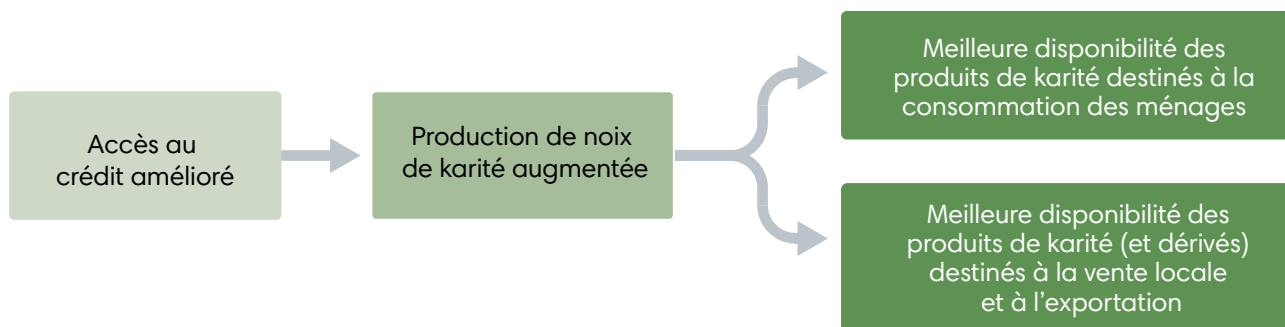 Accès au
crédit amélioré
Production de noix
de karité augmentée
Meilleure disponibilité des
produits de karité destinés à la
consommation des ménages
Meilleure disponibilité des
produits de karité (et dérivés)
destinés à la vente locale
et à l’exportation